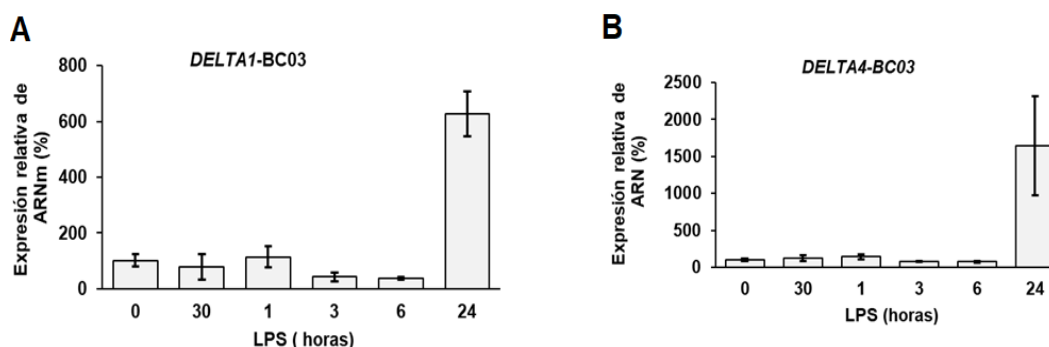 A
DELTA1-BC03
Expresión relativa de
ARNm (%)
800
600
400
200
0
0 30 1 3 6 24
LPS ( horas)
B
DELTA4-BC03
Expresión relativa de
ARN (%)
2500
2000
1500
1000
500
0
0 30 1 3 6 24
LPS (horas)